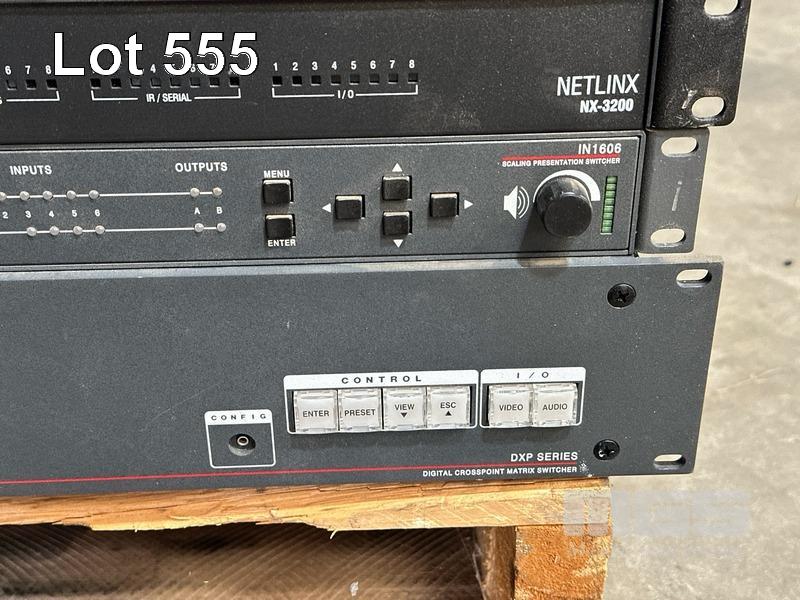 Lot 555
6 7 8
4
1 2 3 4 5 6 7 8
IR / SERIAL
I/O
NETLINX
NX-3200
INPUTS
OUTPUTS
2 3 4 5 6
A B
MENU
ENTER
IN1606
SCALING PRESENTATION SWITCHER
CONFIG
CONTROL
ENTER PRESET VIEW ESC
I / O
VIDEO AUDIO
DXP SERIES
DIGITAL CROSSPOINT MATRIX SWITCHER